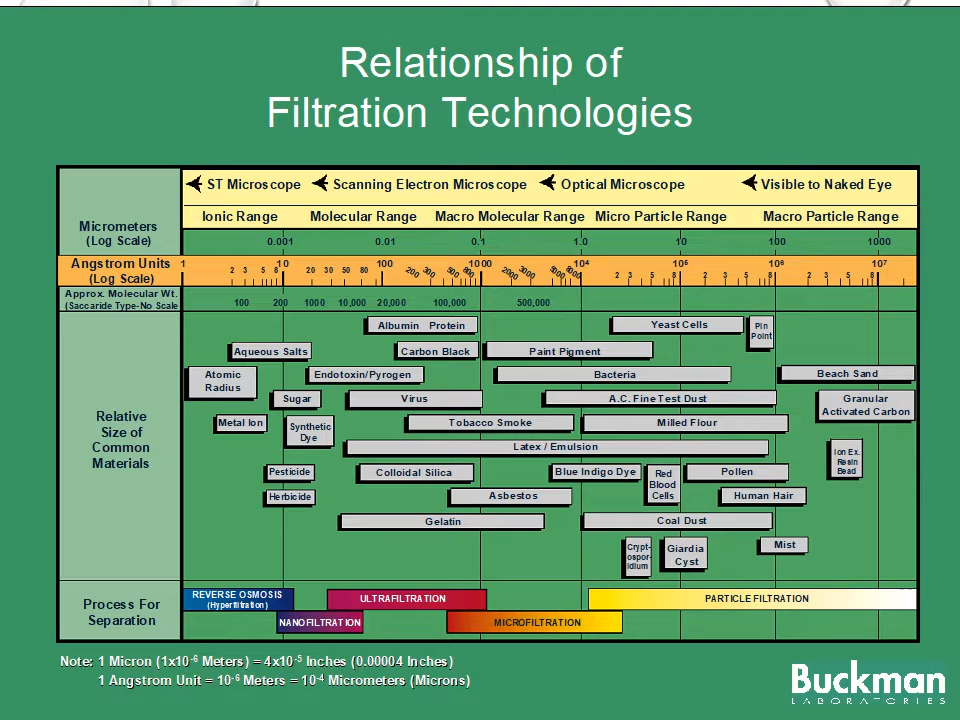 Relationship of
Filtration Technologies
ST Microscope Scanning Electron Microscope Optical Microscope Visible to Naked Eye
Ionic Range Molecular Range Macro Molecular Range Micro Particle Range Macro Particle Range
Micrometers
(Log Scale)
0.001 0.01 0.1 1.0 10 100 1000
Angstrom Units
(Log Scale)
1 10 100 1000 10⁴ 10⁵ 10⁶ 10⁷
2 3 5 8 20 30 50 80 200 300 500 800 2000 3000 5000 8000 2 3 5 8 2 3 5 8 2 3 5 8
Approx. Molecular Wt.
(Saccaride Type-No Scale
100 200 1000 10,000 20,000 100,000 500,000
Relative
Size of
Common
Materials
Albumin Protein
Yeast Cells
Pin
Point
Aqueous Salts
Carbon Black
Paint Pigment
Atomic
Radius
Endotoxin/Pyrogen
Bacteria
Beach Sand
Sugar
Virus
A.C. Fine Test Dust
Granular
Activated Carbon
Metal Ion
Synthetic
Dye
Tobacco Smoke
Milled Flour
Latex / Emulsion
Ion Ex.
Resin
Bead
Pesticide
Colloidal Silica
Blue Indigo Dye
Red
Blood
Cells
Pollen
Herbicide
Asbestos
Human Hair
Gelatin
Coal Dust
Crypt-
ospor-
idium
Giardia
Cyst
Mist
Process For
Separation
REVERSE OSMOSIS
(Hyperfiltration)
ULTRAFILTRATION
PARTICLE FILTRATION
NANOFILTRATION
MICROFILTRATION
Note: 1 Micron (1x10⁻⁶ Meters) = 4x10⁻⁵ Inches (0.00004 Inches)
1 Angstrom Unit = 10⁻⁶ Meters = 10⁻⁴ Micrometers (Microns)
Buckman
LABORATORIES